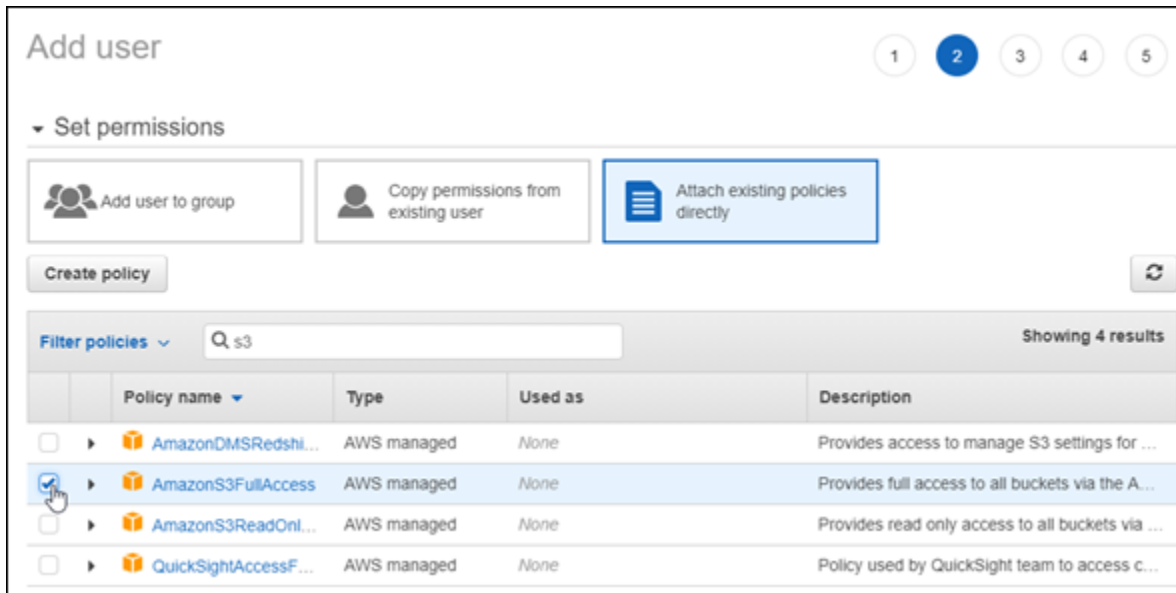 Add user
1 2 3 4 5
Set permissions
Add user to group
Copy permissions from
existing user
Attach existing policies
directly
Create policy
Filter policies
s3
Showing 4 results
Policy name Type Used as Description
AmazonDMSRedshi... AWS managed None Provides access to manage S3 settings for ...
AmazonS3FullAccess AWS managed None Provides full access to all buckets via the A...
AmazonS3ReadOnl... AWS managed None Provides read only access to all buckets via ...
QuickSightAccessF... AWS managed None Policy used by QuickSight team to access c...